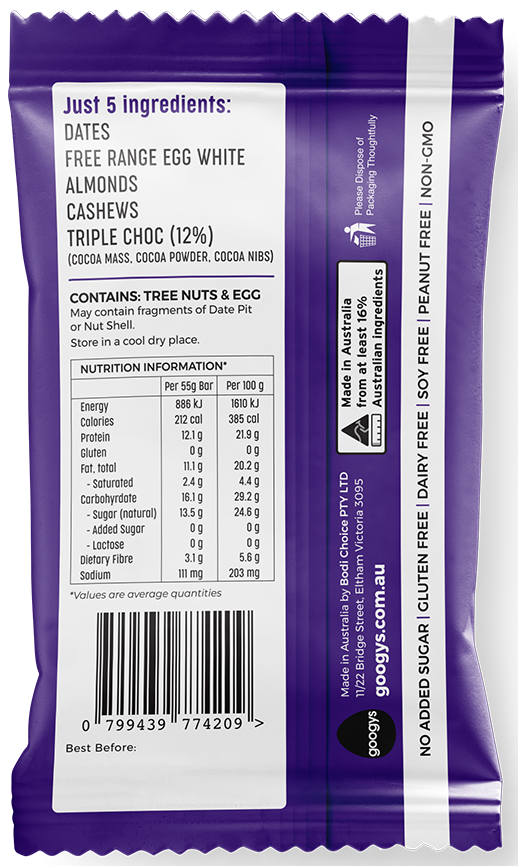 Just 5 ingredients:
DATES
FREE RANGE EGG WHITE
ALMONDS
CASHEWS
TRIPLE CHOC (12%)
(COCOA MASS, COCOA POWDER, COCOA NIBS)
CONTAINS: TREE NUTS & EGG
May contain fragments of Date Pit
or Nut Shell.
Store in a cool dry place.
NUTRITION INFORMATION*
Per 55g Bar Per 100 g
Energy 886 kJ 1610 kJ
Calories 212 cal 385 cal
Protein 12.1 g 21.9 g
Gluten 0 g 0 g
Fat, total 11.1 g 20.2 g
- Saturated 2.4 g 4.4 g
Carbohyrdate 16.1 g 29.2 g
- Sugar (natural) 13.5 g 24.6 g
- Added Sugar 0 g 0 g
- Lactose 0 g 0 g
Dietary Fibre 3.1 g 5.6 g
Sodium 111 mg 203 mg
*Values are average quantities
0 799439 774209 >
Best Before:
Please Dispose of
Packaging Thoughtfully
Made in Australia
from at least 16%
Australian ingredients
Made in Australia by Bodi Choice PTY LTD
11/22 Bridge Street, Eltham Victoria 3095
googys.com.au
googys
NO ADDED SUGAR | GLUTEN FREE | DAIRY FREE | SOY FREE | PEANUT FREE | NON-GMO